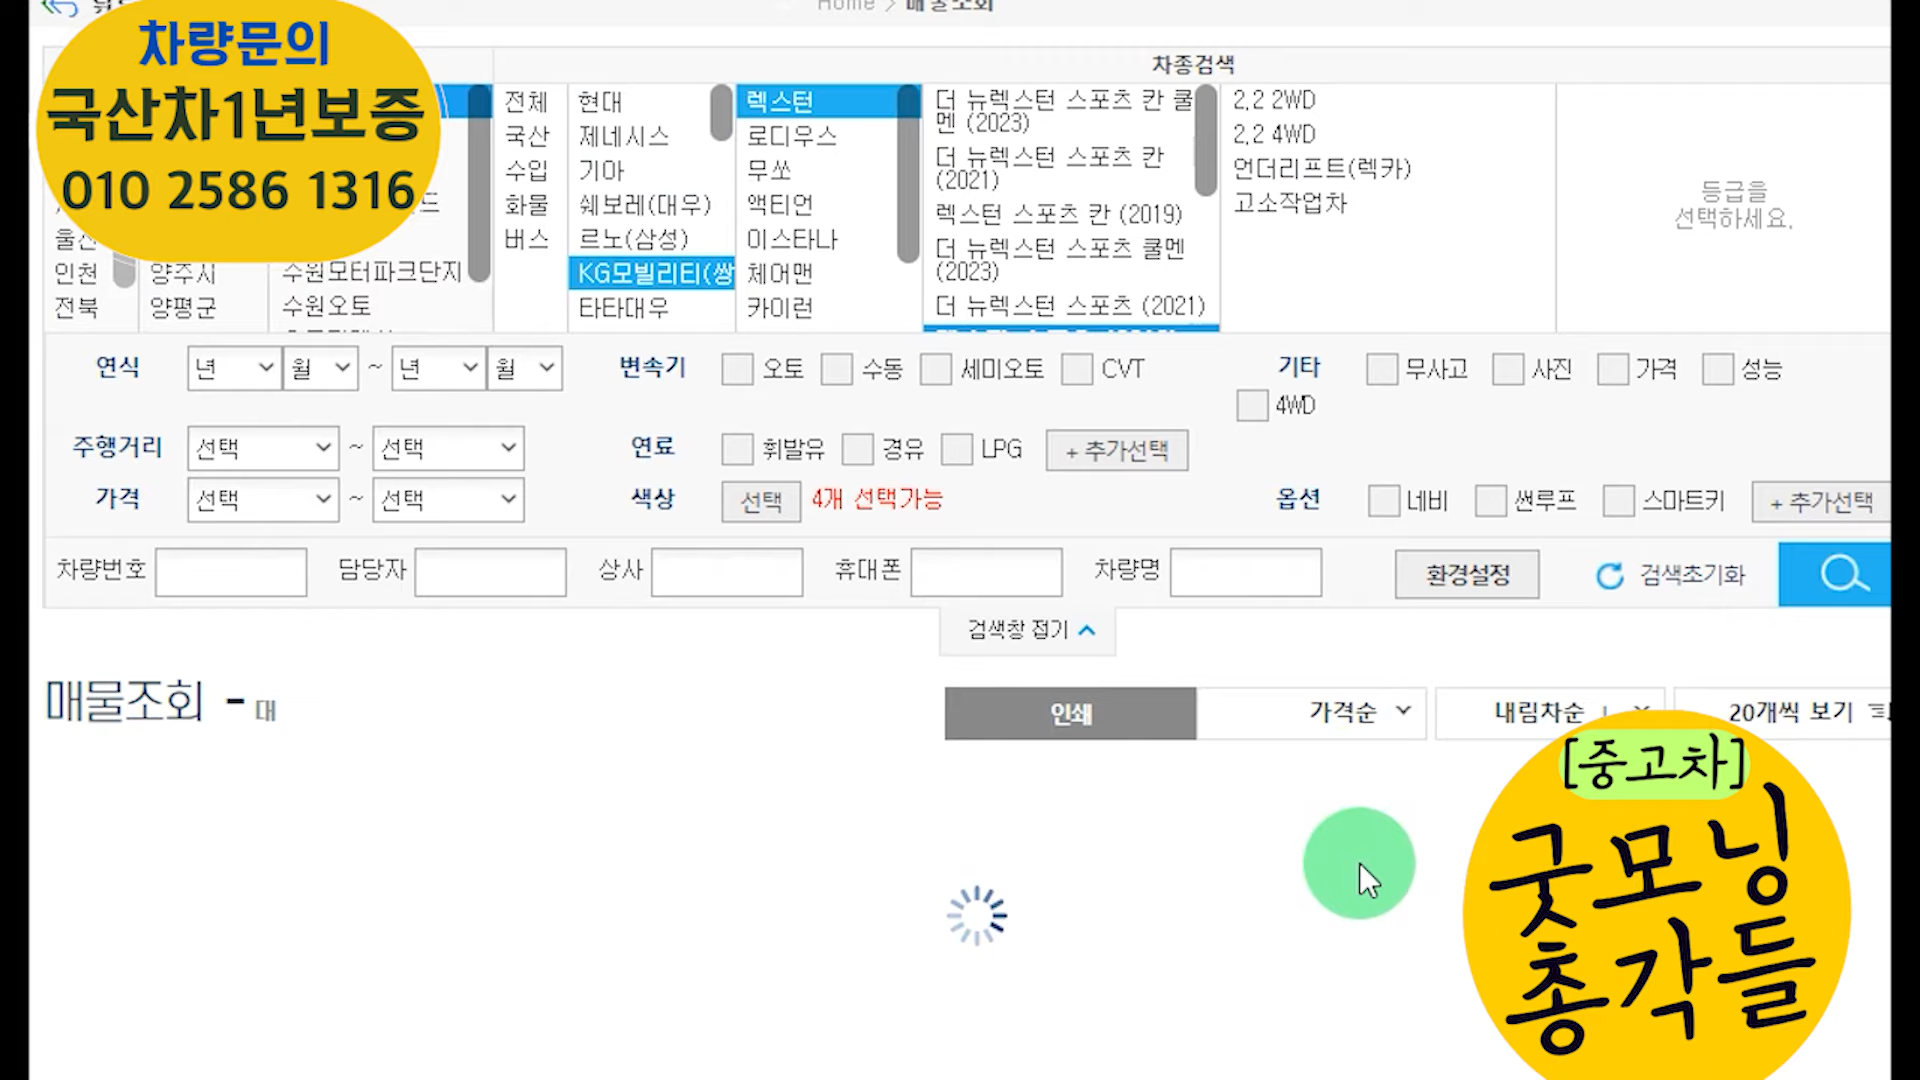 Home > 매물조회
차량문의
국산차1년보증
010 2586 1316
차종검색
울산
인천
전북
양주시
양평군
수원모터파크단지
수원오토
전체
국산
수입
화물
버스
현대
제네시스
기아
쉐보레(대우)
르노(삼성)
KG모빌리티(쌍
타타대우
렉스턴
로디우스
무쏘
액티언
이스타나
체어맨
카이런
더 뉴렉스턴 스포츠 칸 쿨
멘 (2023)
더 뉴렉스턴 스포츠 칸
(2021)
렉스턴 스포츠 칸 (2019)
더 뉴렉스턴 스포츠 쿨멘
(2023)
더 뉴렉스턴 스포츠 (2021)
2,2 2WD
2,2 4WD
언더리프트(렉카)
고소작업차
등급을
선택하세요.
연식 년 월 ~ 년 월 변속기 오토 수동 세미오토 CVT 기타 무사고 사진 가격 성능
4WD
주행거리 선택 ~ 선택 연료 휘발유 경유 LPG + 추가선택
가격 선택 ~ 선택 색상 선택 4개 선택가능 옵션 네비 썬루프 스마트키 + 추가선택
차량번호 담당자 상사 휴대폰 차량명 환경설정 검색초기화
검색창 접기
매물조회 - 대
인쇄 가격순 내림차순 20개씩 보기
[중고차]
굿모닝
총각들